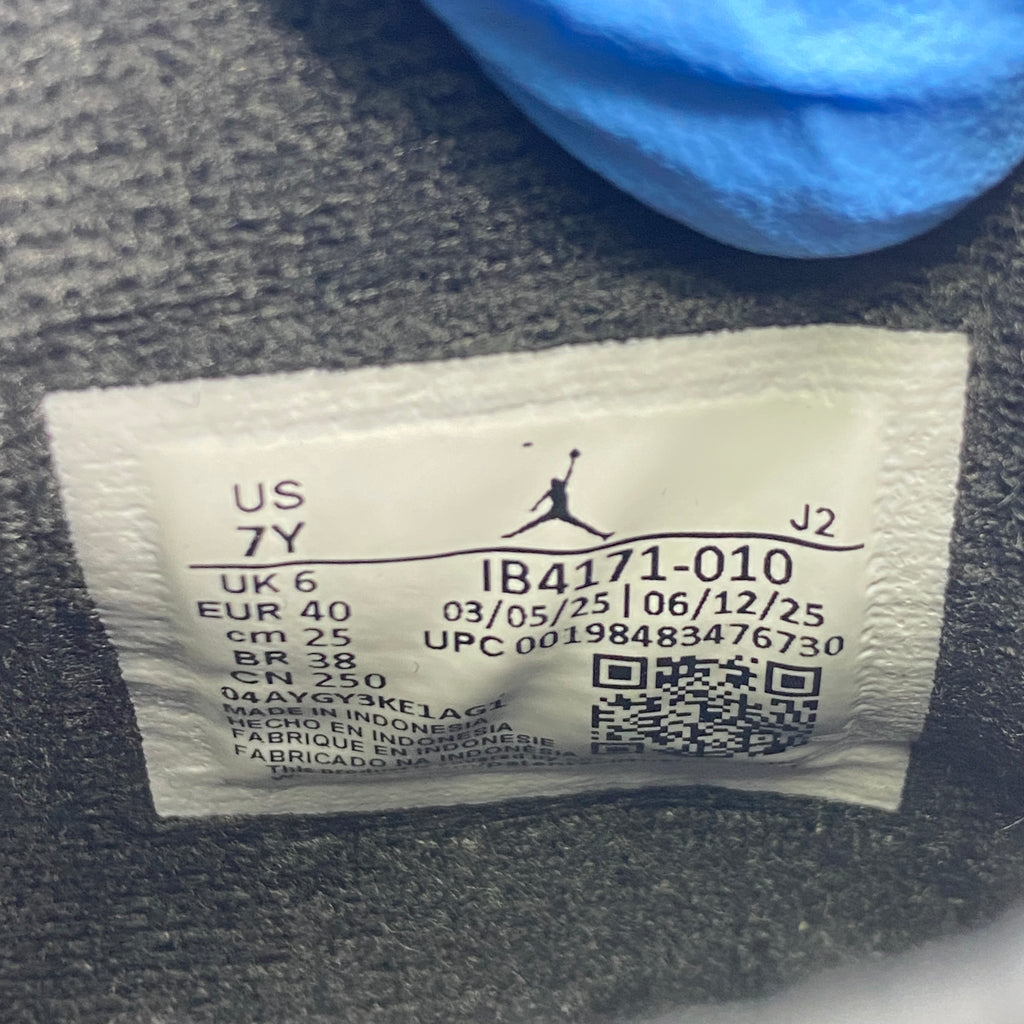 US
7Y
J2
UK 6
EUR 40
cm 25
BR 38
CN 250
IB4171-010
03/05/25 | 06/12/25
UPC 00198483476730
04AYGY3KE1AG1
MADE IN INDONESIA
HECHO EN INDONESIA
FABRIQUE EN INDONESIE
FABRICADO NA INDONESIA
This